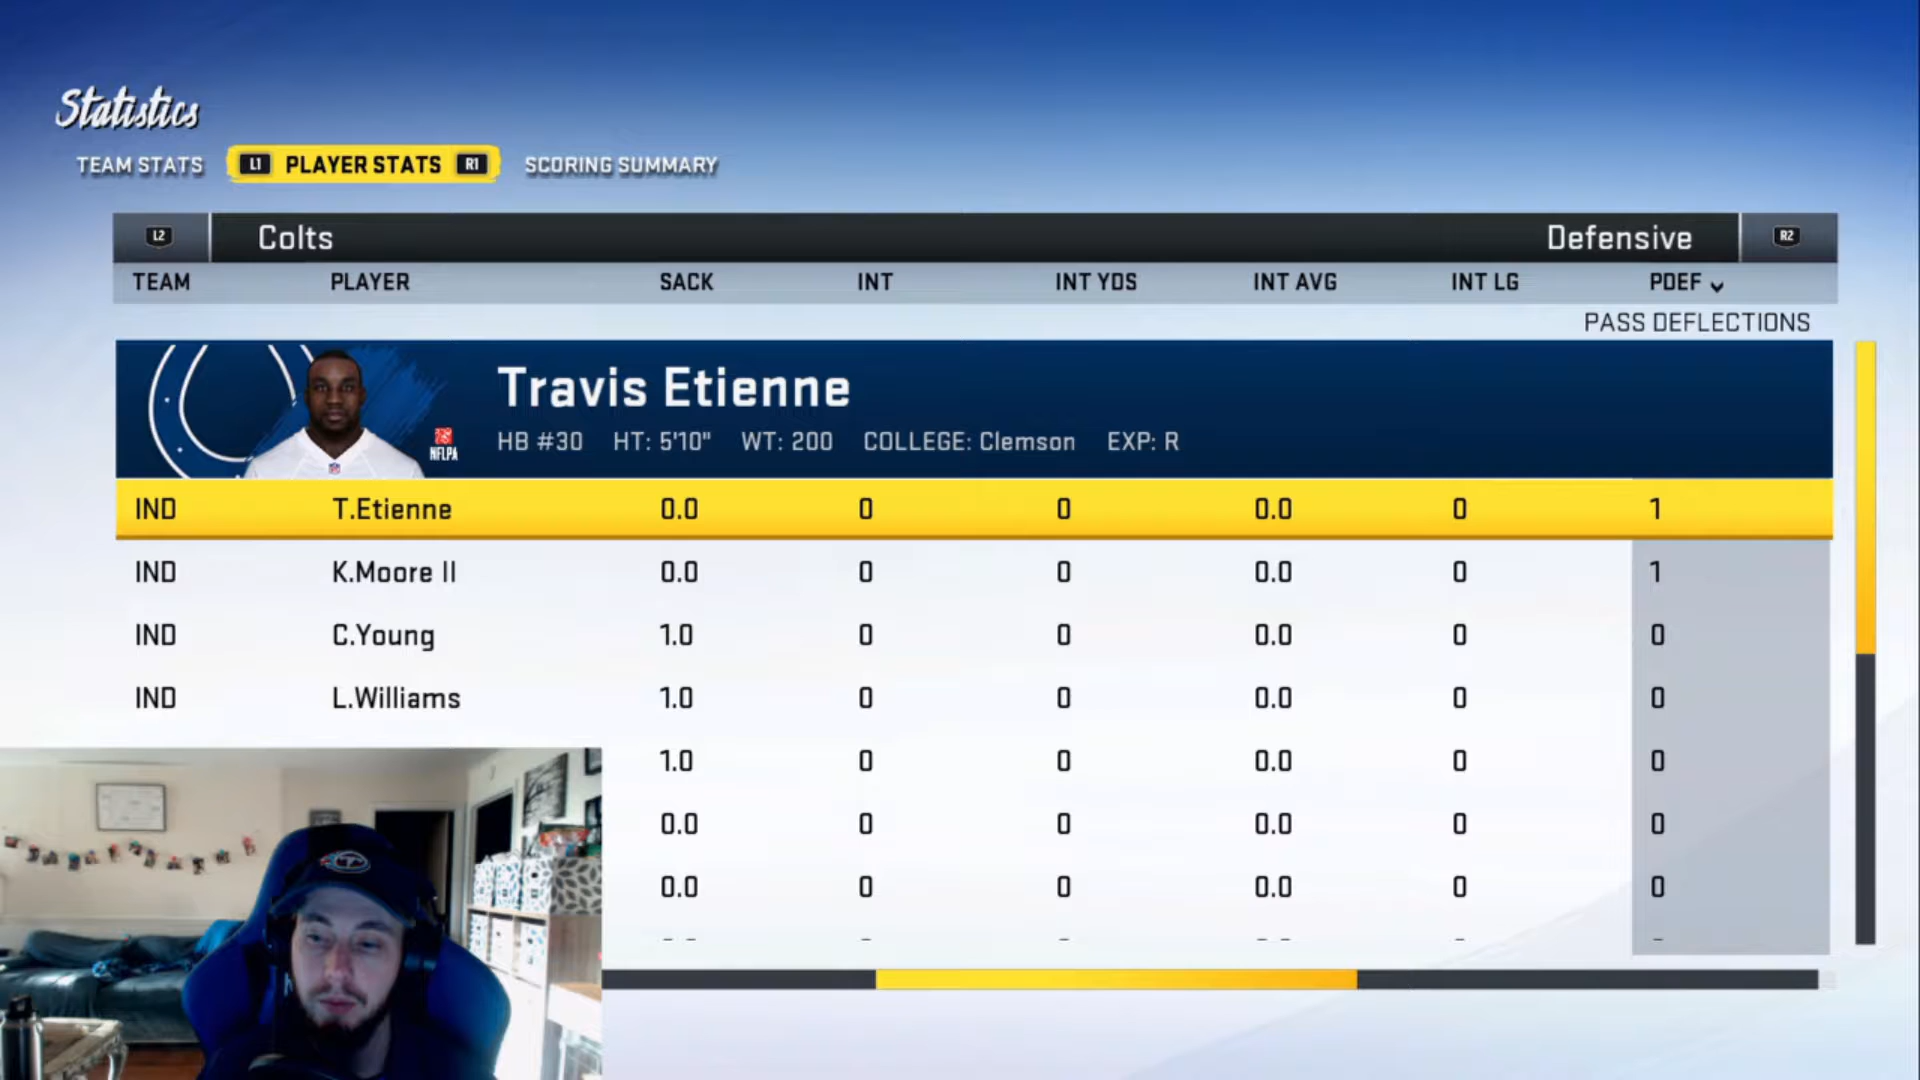 Statistics
TEAM STATS L1 PLAYER STATS R1 SCORING SUMMARY
L2 Colts Defensive R2
TEAM PLAYER SACK INT INT YDS INT AVG INT LG PDEF
PASS DEFLECTIONS
Travis Etienne
HB #30 HT: 5'10" WT: 200 COLLEGE: Clemson EXP: R
NFLPA
IND T.Etienne 0.0 0 0 0.0 0 1
IND K.Moore II 0.0 0 0 0.0 0 1
IND C.Young 1.0 0 0 0.0 0 0
IND L.Williams 1.0 0 0 0.0 0 0
1.0 0 0 0.0 0 0
0.0 0 0 0.0 0 0
0.0 0 0 0.0 0 0